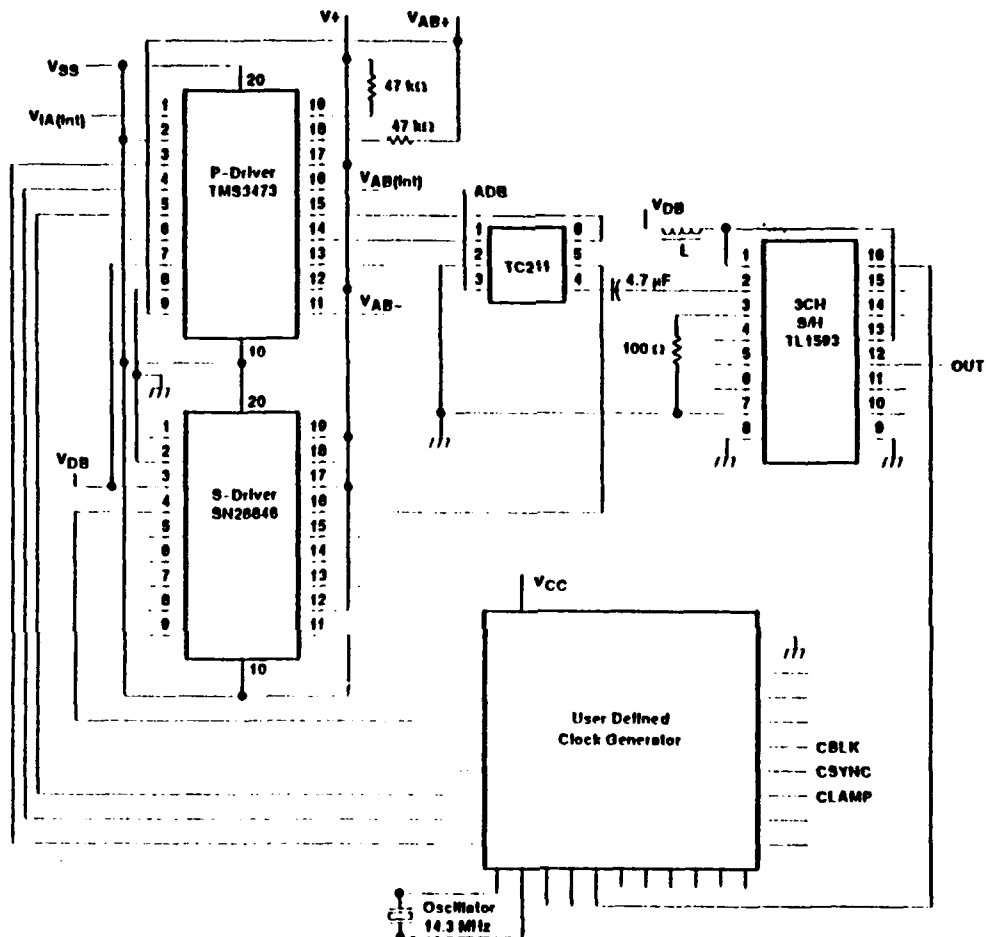 V+
VAB+
VSS
20
47 kΩ
VIA(Int)
47 kΩ
1
2
3
4
5
6
7
8
9
P-Driver
TMS3473
19
18
17
16
15
14
13
12
11
10
VAB(Int)
VAB-
ADB
1
2
3
TC211
6
5
4
VDB
L
4.7 µF
100 Ω
1
2
3
4
5
6
7
8
3CH
S/H
TL1593
16
15
14
13
12
11
10
9
OUT
20
VDB
1
2
3
4
5
6
7
8
9
S-Driver
SN28846
19
18
17
16
15
14
13
12
11
10
VCC
User Defined
Clock Generator
CBLK
CSYNC
CLAMP
Oscillator
14.3 MHz